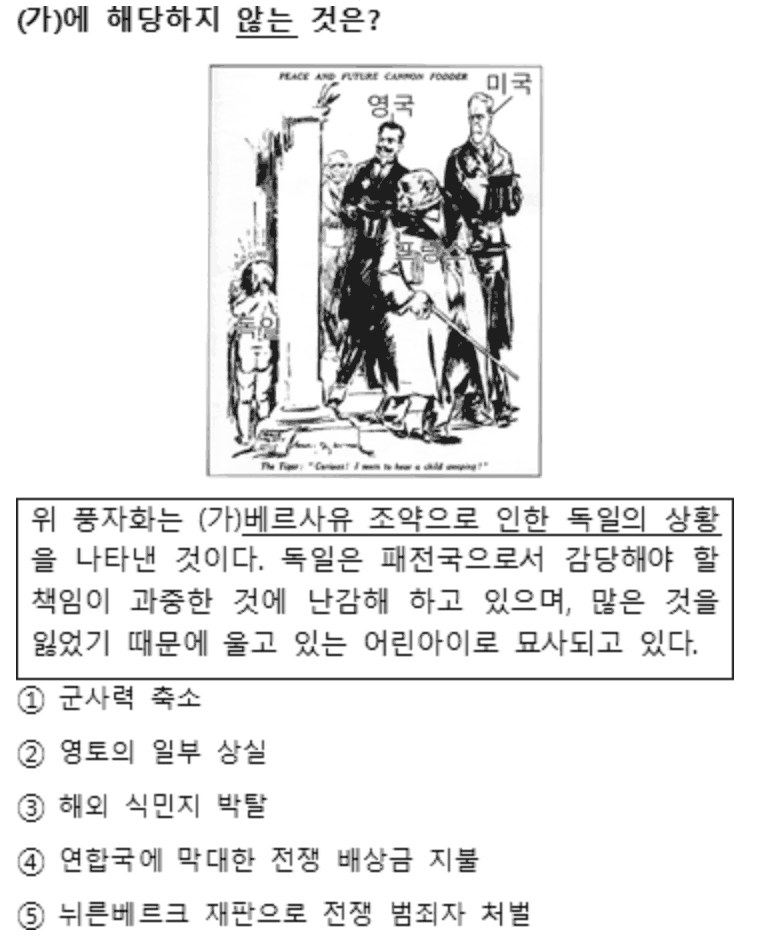 (가)에 해당하지 않는 것은?
PEACE AND FUTURE CANNON FODDER
미국
영국
프랑스
독일
The Tiger: "Curious! I seem to hear a child weeping!"
위 풍자화는 (가)베르사유 조약으로 인한 독일의 상황
을 나타낸 것이다. 독일은 패전국으로서 감당해야 할
책임이 과중한 것에 난감해 하고 있으며, 많은 것을
잃었기 때문에 울고 있는 어린아이로 묘사되고 있다.
① 군사력 축소
② 영토의 일부 상실
③ 해외 식민지 박탈
④ 연합국에 막대한 전쟁 배상금 지불
⑤ 뉘른베르크 재판으로 전쟁 범죄자 처벌